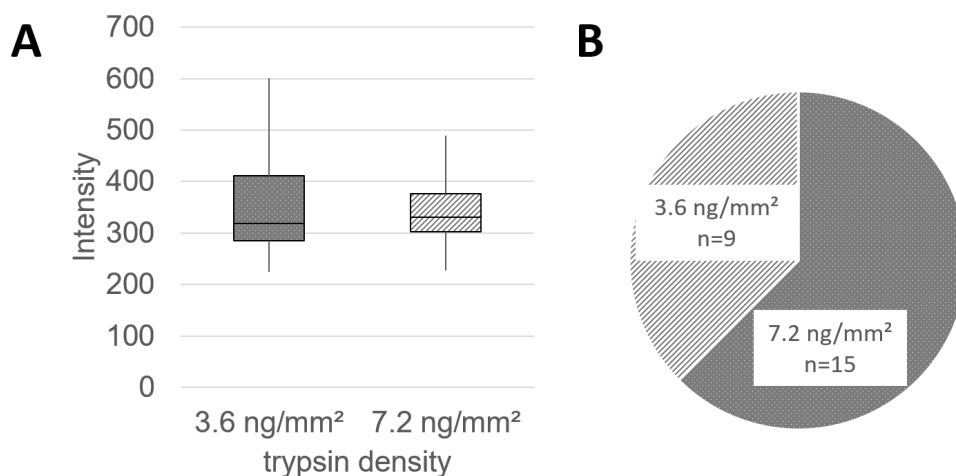 A
700
600
500
400
300
200
100
0
Intensity
3.6 ng/mm²
7.2 ng/mm²
trypsin density
B
3.6 ng/mm²
n=9
7.2 ng/mm²
n=15